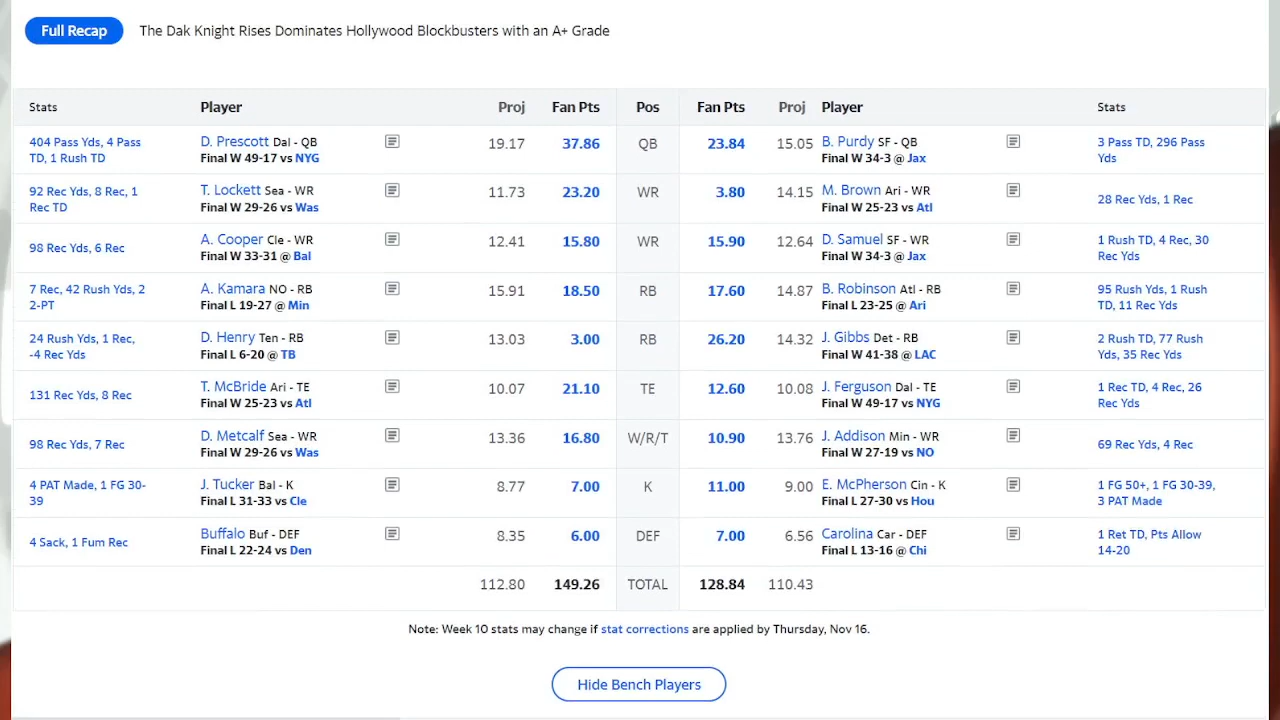 Full Recap The Dak Knight Rises Dominates Hollywood Blockbusters with an A+ Grade
Stats Player Proj Fan Pts Pos Fan Pts Proj Player Stats
404 Pass Yds, 4 Pass TD, 1 Rush TD D. Prescott Dal - QB 19.17 37.86 QB 23.84 15.05 B. Purdy SF - QB 3 Pass TD, 296 Pass Yds
Final W 49-17 vs NYG Final W 34-3 @ Jax
92 Rec Yds, 8 Rec, 1 Rec TD T. Lockett Sea - WR 11.73 23.20 WR 3.80 14.15 M. Brown Ari - WR 28 Rec Yds, 1 Rec
Final W 29-26 vs Was Final W 25-23 vs Atl
98 Rec Yds, 6 Rec A. Cooper Cle - WR 12.41 15.80 WR 15.90 12.64 D. Samuel SF - WR 1 Rush TD, 4 Rec, 30 Rec Yds
Final W 33-31 @ Bal Final W 34-3 @ Jax
7 Rec, 42 Rush Yds, 2 2-PT A. Kamara NO - RB 15.91 18.50 RB 17.60 14.87 B. Robinson Atl - RB 95 Rush Yds, 1 Rush TD, 11 Rec Yds
Final L 19-27 @ Min Final L 23-25 @ Ari
24 Rush Yds, 1 Rec, -4 Rec Yds D. Henry Ten - RB 13.03 3.00 RB 26.20 14.32 J. Gibbs Det - RB 2 Rush TD, 77 Rush Yds, 35 Rec Yds
Final L 6-20 @ TB Final W 41-38 @ LAC
131 Rec Yds, 8 Rec T. McBride Ari - TE 10.07 21.10 TE 12.60 10.08 J. Ferguson Dal - TE 1 Rec TD, 4 Rec, 26 Rec Yds
Final W 25-23 vs Atl Final W 49-17 vs NYG
98 Rec Yds, 7 Rec D. Metcalf Sea - WR 13.36 16.80 W/R/T 10.90 13.76 J. Addison Min - WR 69 Rec Yds, 4 Rec
Final W 29-26 vs Was Final W 27-19 vs NO
4 PAT Made, 1 FG 30-39 J. Tucker Bal - K 8.77 7.00 K 11.00 9.00 E. McPherson Cin - K 1 FG 50+, 1 FG 30-39, 3 PAT Made
Final L 31-33 vs Cle Final L 27-30 vs Hou
4 Sack, 1 Fum Rec Buffalo Buf - DEF 8.35 6.00 DEF 7.00 6.56 Carolina Car - DEF 1 Ret TD, Pts Allow 14-20
Final L 22-24 vs Den Final L 13-16 @ Chi
112.80 149.26 TOTAL 128.84 110.43
Note: Week 10 stats may change if stat corrections are applied by Thursday, Nov 16.
Hide Bench Players